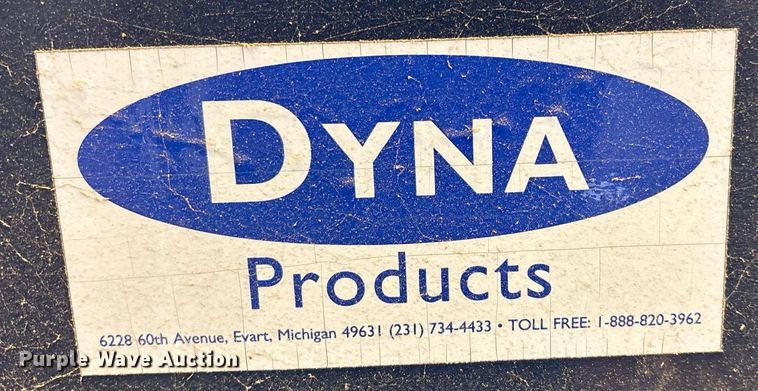 DYNA
Products
6228 60th Avenue, Evart, Michigan 49631 (231) 734-4433 • TOLL FREE: 1-888-820-3962
Purple Wave Auction